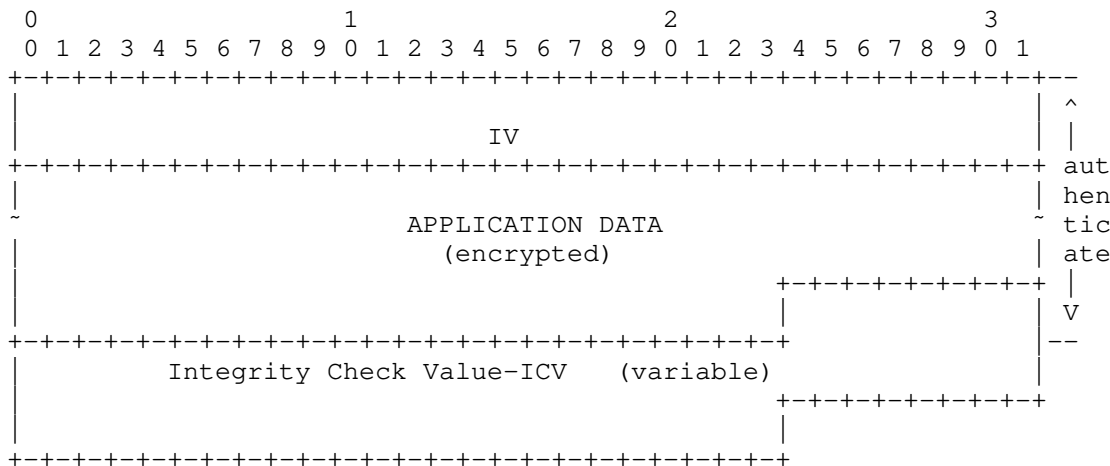 0                   1                   2                   3
0 1 2 3 4 5 6 7 8 9 0 1 2 3 4 5 6 7 8 9 0 1 2 3 4 5 6 7 8 9 0 1
+-+-+-+-+-+-+-+-+-+-+-+-+-+-+-+-+-+-+-+-+-+-+-+-+-+-+-+-+-+-+-+-+--
|                                                               | ^
|                             IV                                | |
+-+-+-+-+-+-+-+-+-+-+-+-+-+-+-+-+-+-+-+-+-+-+-+-+-+-+-+-+-+-+-+-+ aut
|                                                               | hen
~                        APPLICATION DATA                       ~ tic
|                          (encrypted)                          | ate
|                                               +-+-+-+-+-+-+-+-+ |
|                                               |               | V
+-+-+-+-+-+-+-+-+-+-+-+-+-+-+-+-+-+-+-+-+-+-+-+-+               |--
|         Integrity Check Value-ICV   (variable)                |
|                                               +-+-+-+-+-+-+-+-+
|                                               |
+-+-+-+-+-+-+-+-+-+-+-+-+-+-+-+-+-+-+-+-+-+-+-+-+